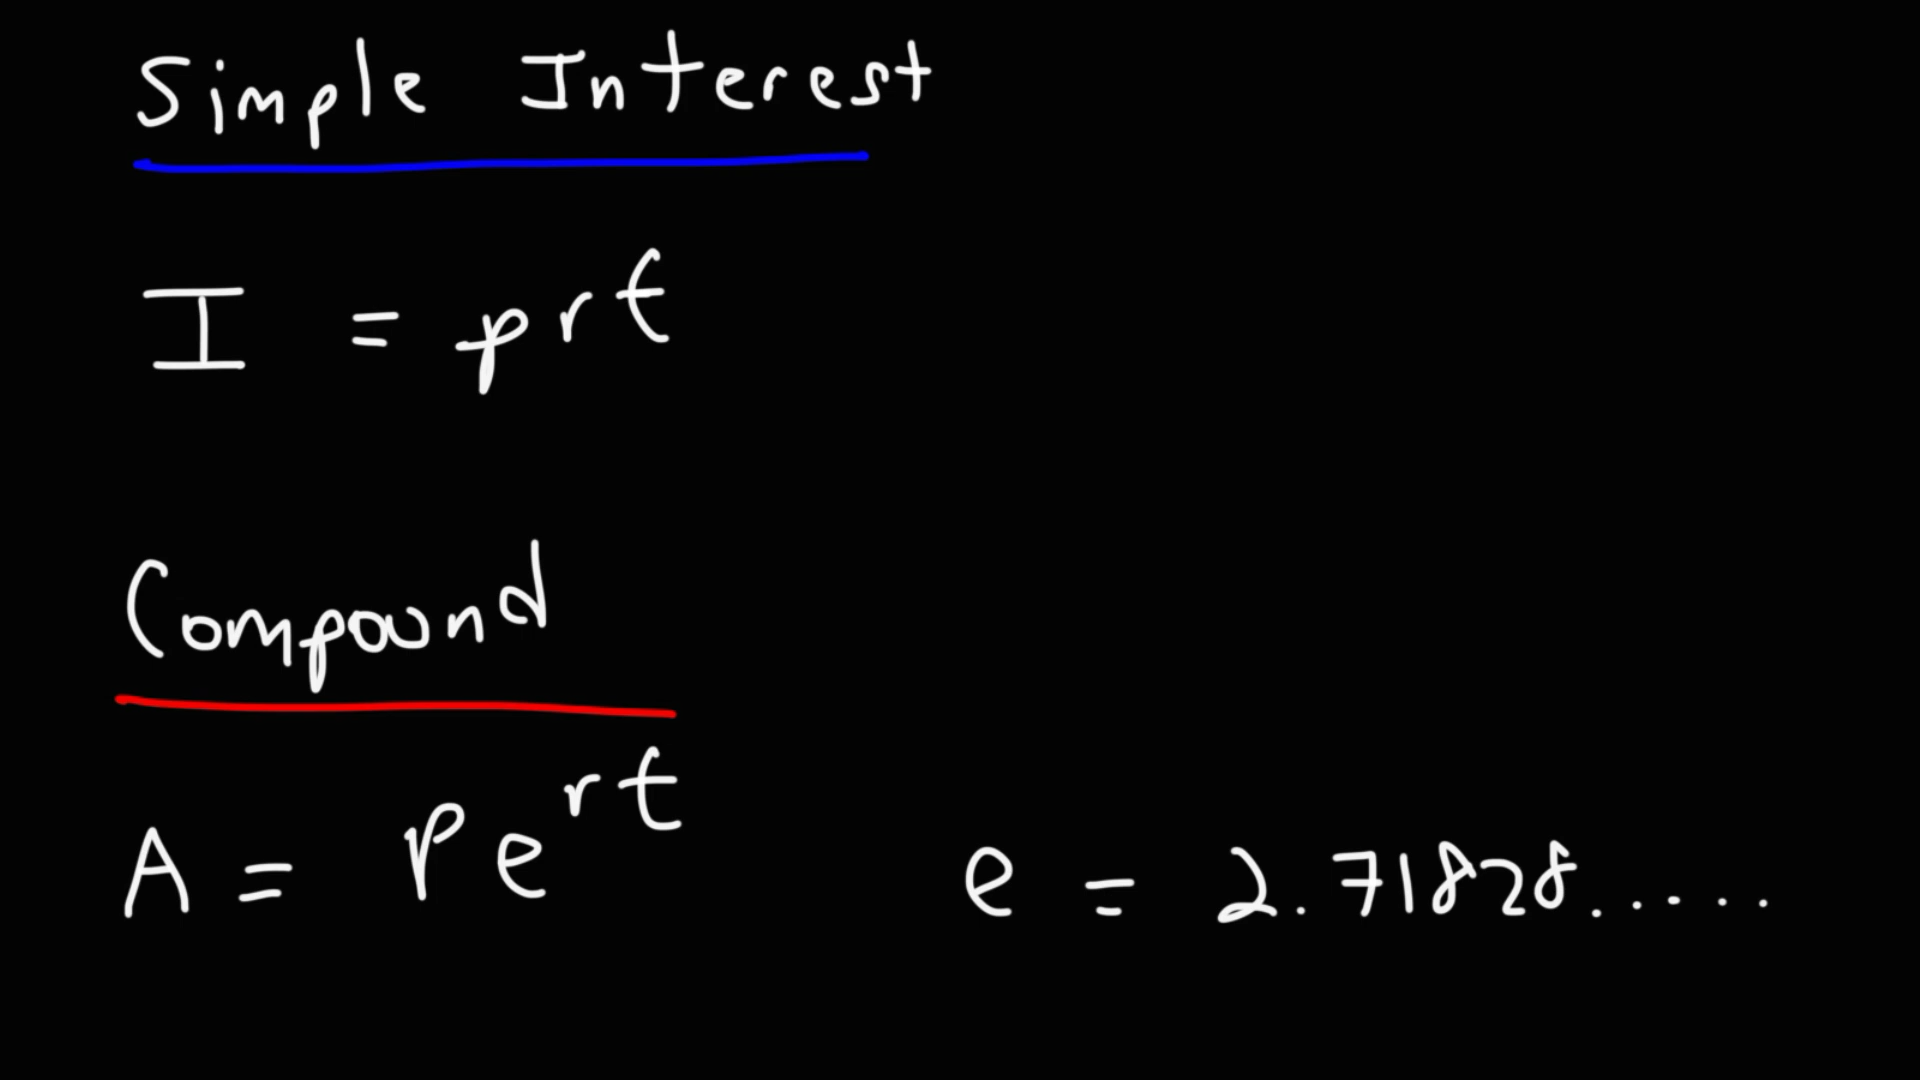 Simple Interest
I = prt
Compound
A = Pe^rt
e = 2.71828.....